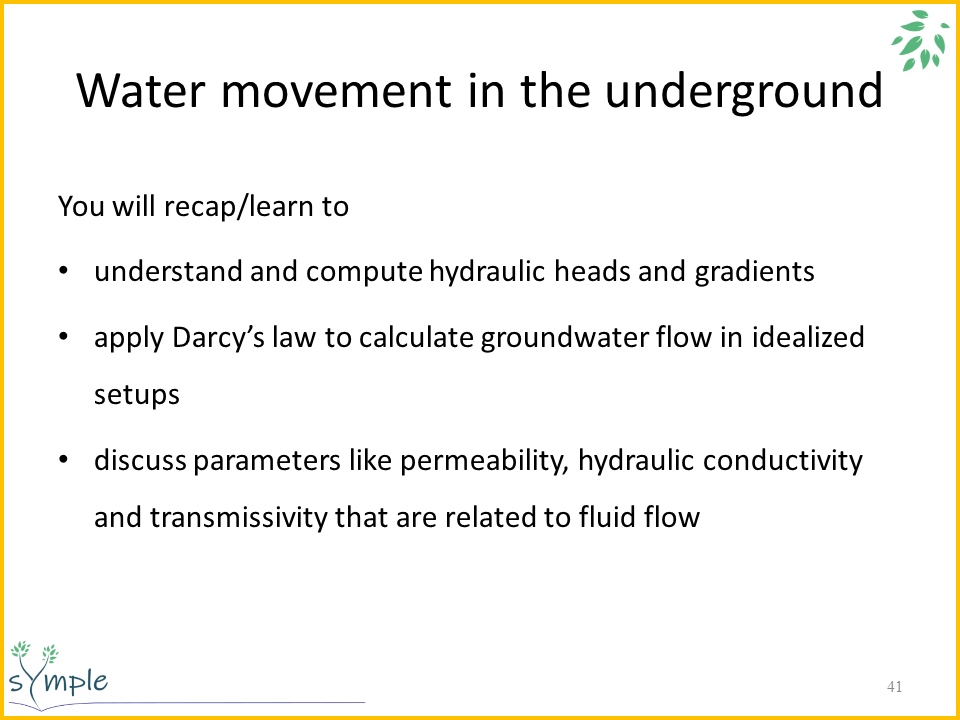 Water movement in the underground
You will recap/learn to
• understand and compute hydraulic heads and gradients
• apply Darcy’s law to calculate groundwater flow in idealized
setups
• discuss parameters like permeability, hydraulic conductivity
and transmissivity that are related to fluid flow
sYmple
41